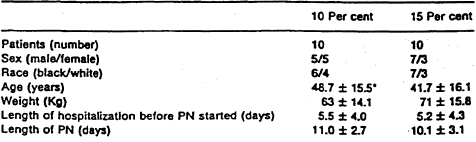 10 Per cent 15 Per cent
Patients (number) 10 10
Sex (male/female) 5/5 7/3
Race (black/white) 6/4 7/3
Age (years) 48.7 ± 15.5* 41.7 ± 16.1
Weight (Kg) 63 ± 14.1 71 ± 15.8
Length of hospitalization before PN started (days) 5.5 ± 4.0 5.2 ± 4.3
Length of PN (days) 11.0 ± 2.7 10.1 ± 3.1